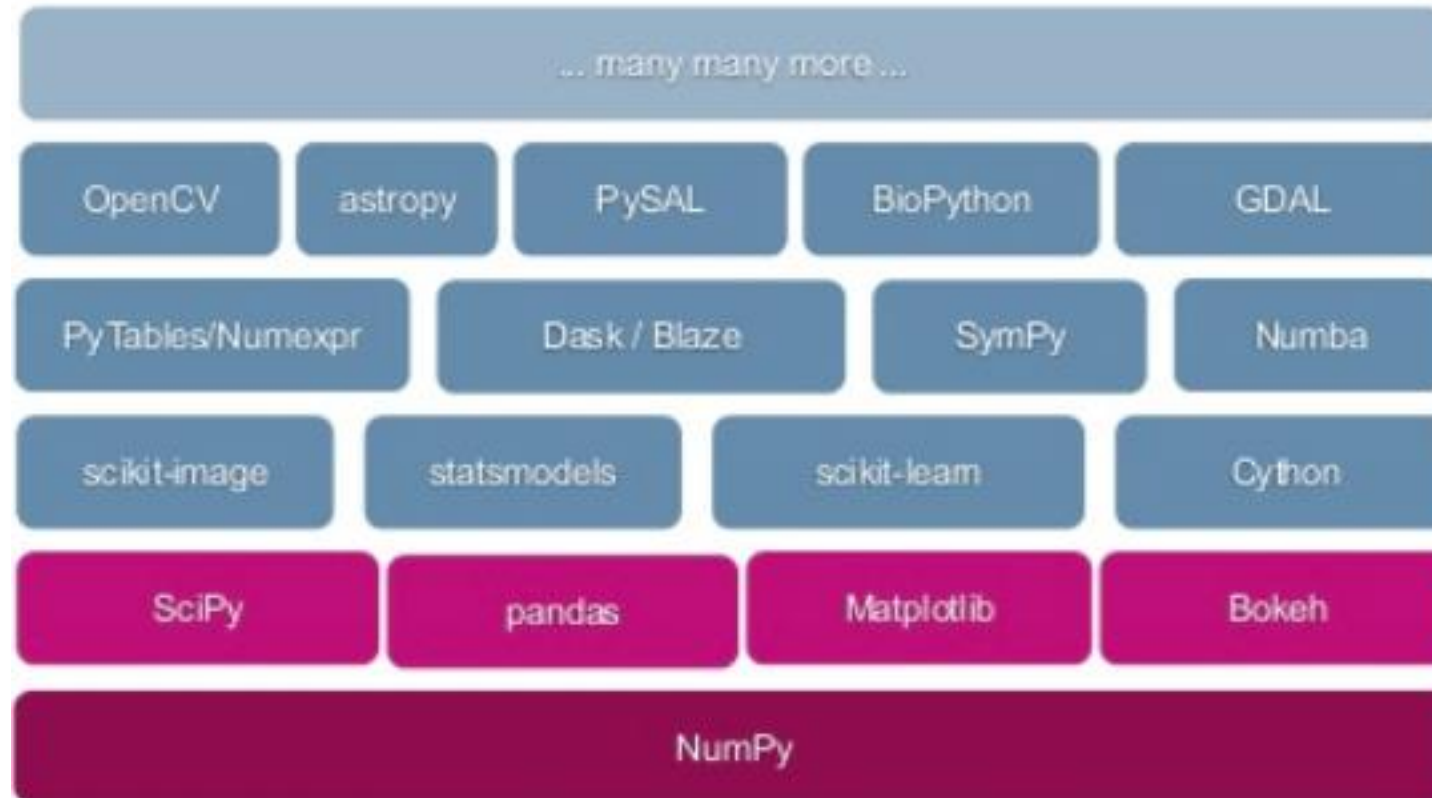 ... many many more ...
OpenCV astropy PySAL BioPython GDAL
PyTables/Numexpr Dask / Blaze SymPy Numba
scikit-image statsmodels scikit-learn Cython
SciPy pandas Matplotlib Bokeh
NumPy